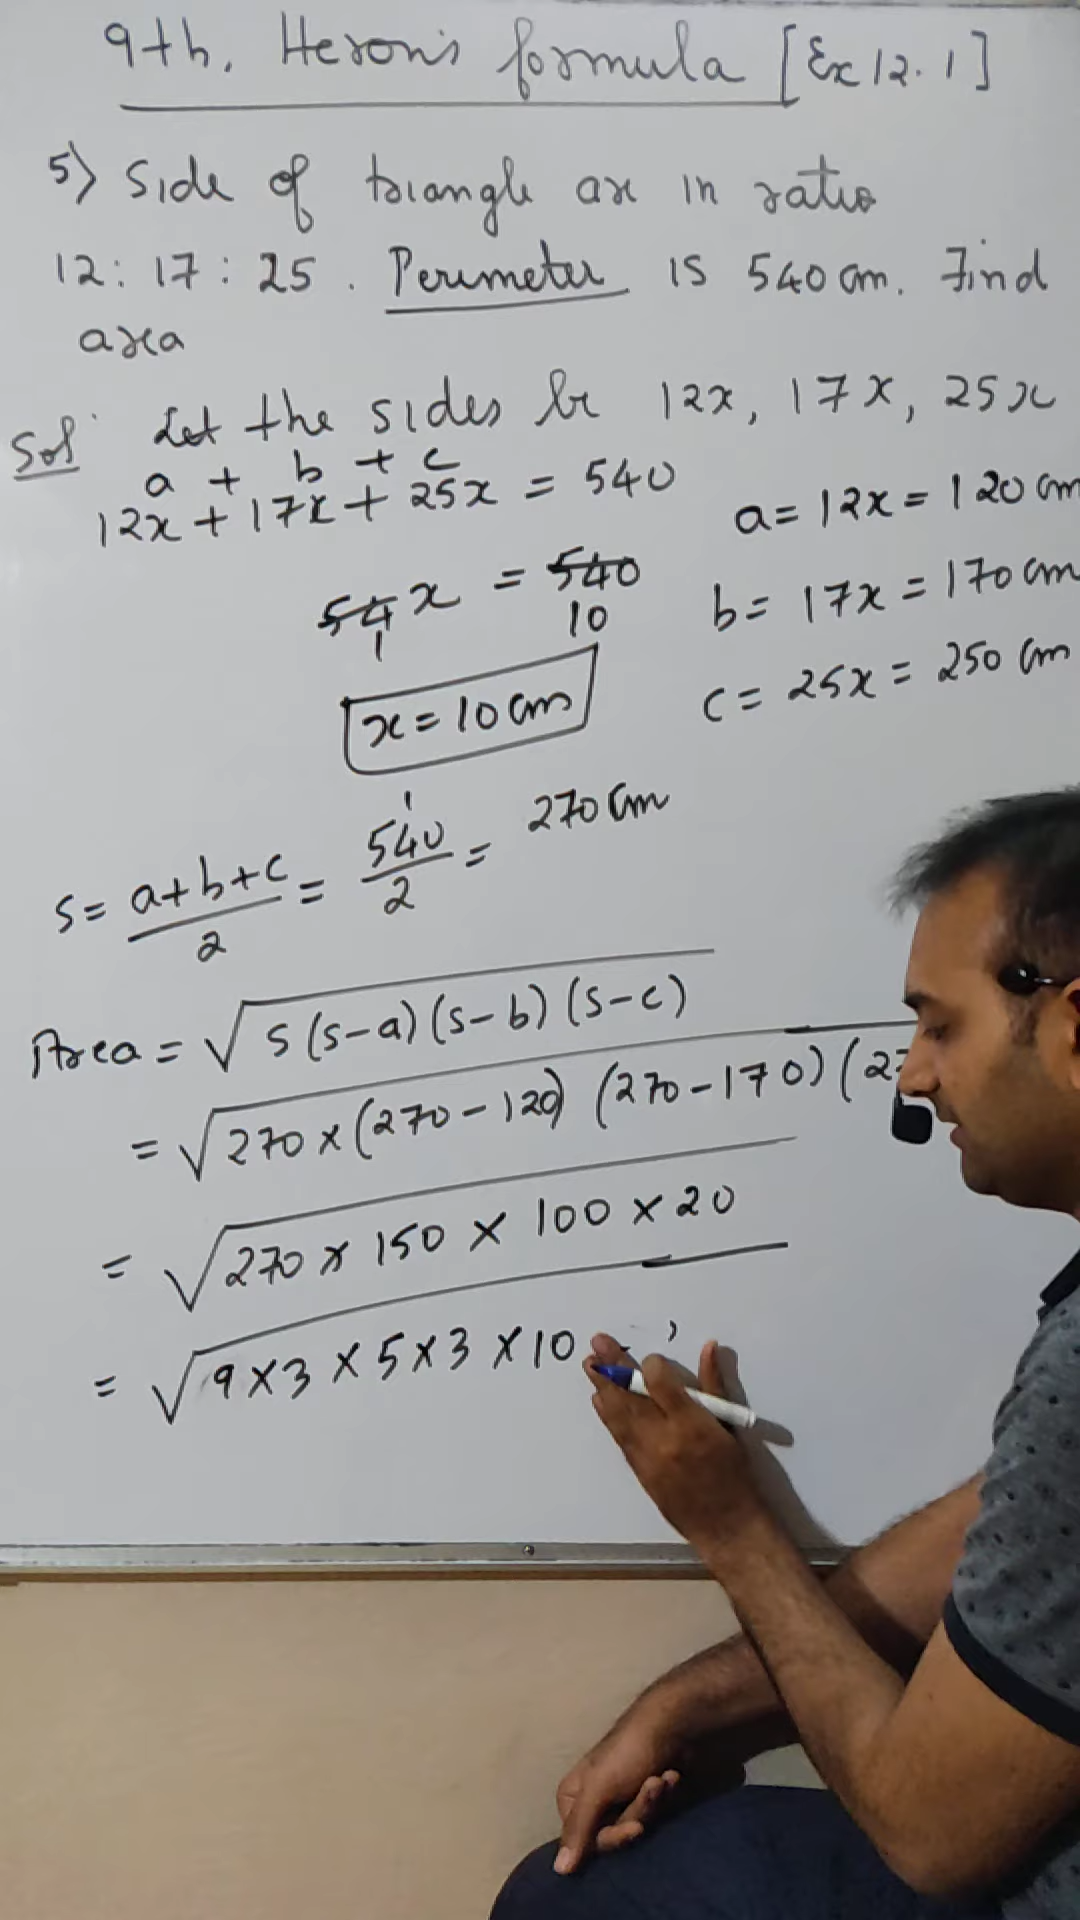 9th. Heron's formula [Ex 12.1]
5) Side of triangle are in ratio
12: 17: 25. Perimeter is 540 cm. Find
area
Sol. Let the sides be 12x, 17x, 25x
a + b + c
12x + 17x + 25x = 540
54x = 540
1 10
x = 10 cm
a = 12x = 120 cm
b = 17x = 170 cm
c = 25x = 250 cm
s = a+b+c/2 = 540/2 = 270 cm
Area = √s(s-a)(s-b)(s-c)
= √270 x (270 - 120) (270 - 170) (2
= √270 x 150 x 100 x 20
= √9 x 3 x 5 x 3 x 10